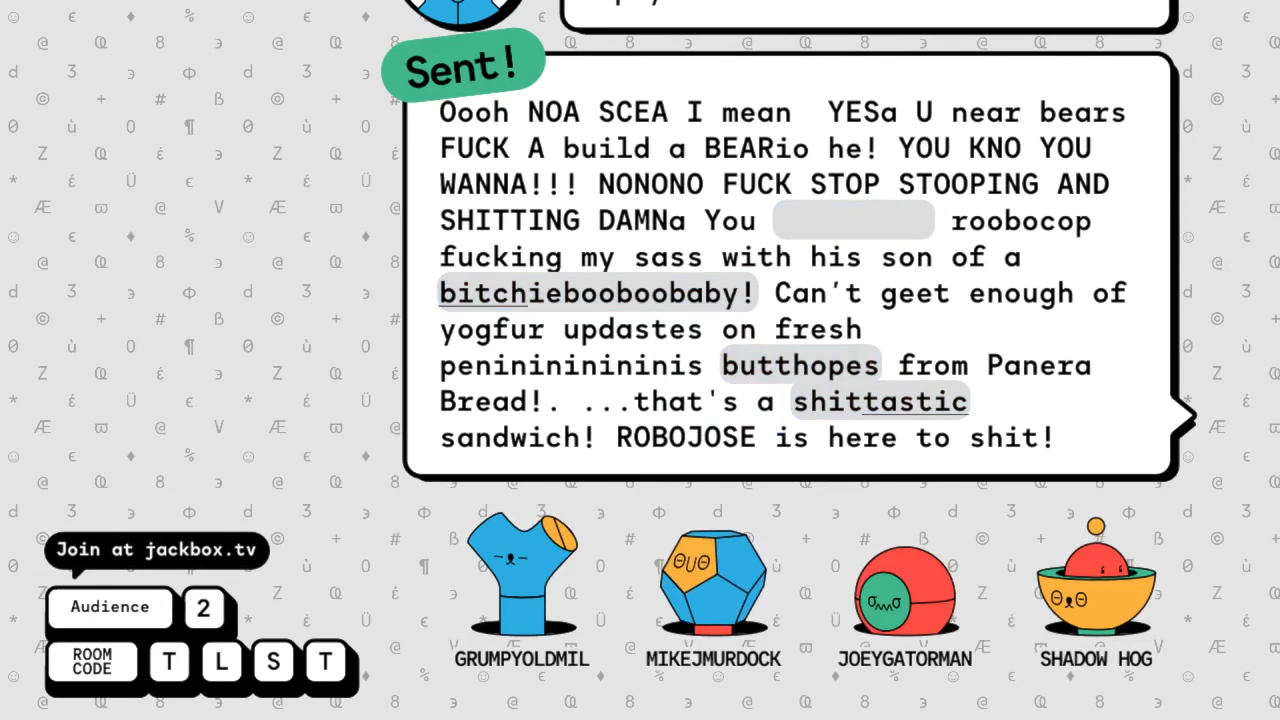 Sent!
Oooh NOA SCEA I mean  YESa U near bears
FUCK A build a BEARio he! YOU KNO YOU
WANNA!!! NONONO FUCK STOP STOOPING AND
SHITTING DAMNa You roobocop
fucking my sass with his son of a
bitchiebooboobaby! Can't geet enough of
yogfur updastes on fresh
peninininininis butthopes from Panera
Bread!. ...that's a shittastic
sandwich! ROBOJOSE is here to shit!
Join at jackbox.tv
Audience 2
ROOM CODE T L S T
GRUMPYOLDMIL MIKEJMURDOCK JOEYGATORMAN SHADOW HOG